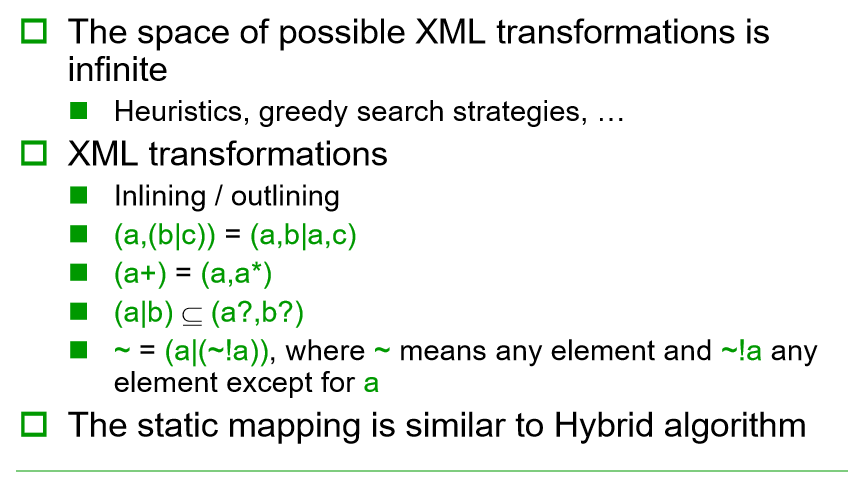 The space of possible XML transformations is
infinite
Heuristics, greedy search strategies, …
XML transformations
Inlining / outlining
(a,(b|c)) = (a,b|a,c)
(a+) = (a,a*)
(a|b) ⊆ (a?,b?)
~ = (a|(~!a)), where ~ means any element and ~!a any
element except for a
The static mapping is similar to Hybrid algorithm